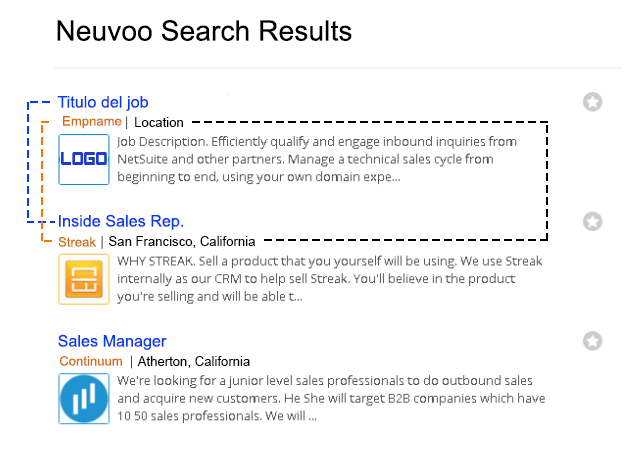 Neuvoo Search Results
Titulo del job
Empname | Location
LOGO
Job Description. Efficiently qualify and engage inbound inquiries from
NetSuite and other partners. Manage a technical sales cycle from
beginning to end, using your own domain expe...
Inside Sales Rep.
Streak | San Francisco, California
WHY STREAK. Sell a product that you yourself will be using. We use Streak
internally as our CRM to help sell Streak. You'll believe in the product
you're selling and will be able t...
Sales Manager
Continuum | Atherton, California
We're looking for a junior level sales professionals to do outbound sales
and acquire new customers. He She will target B2B companies which have
10 50 sales professionals. We will ...